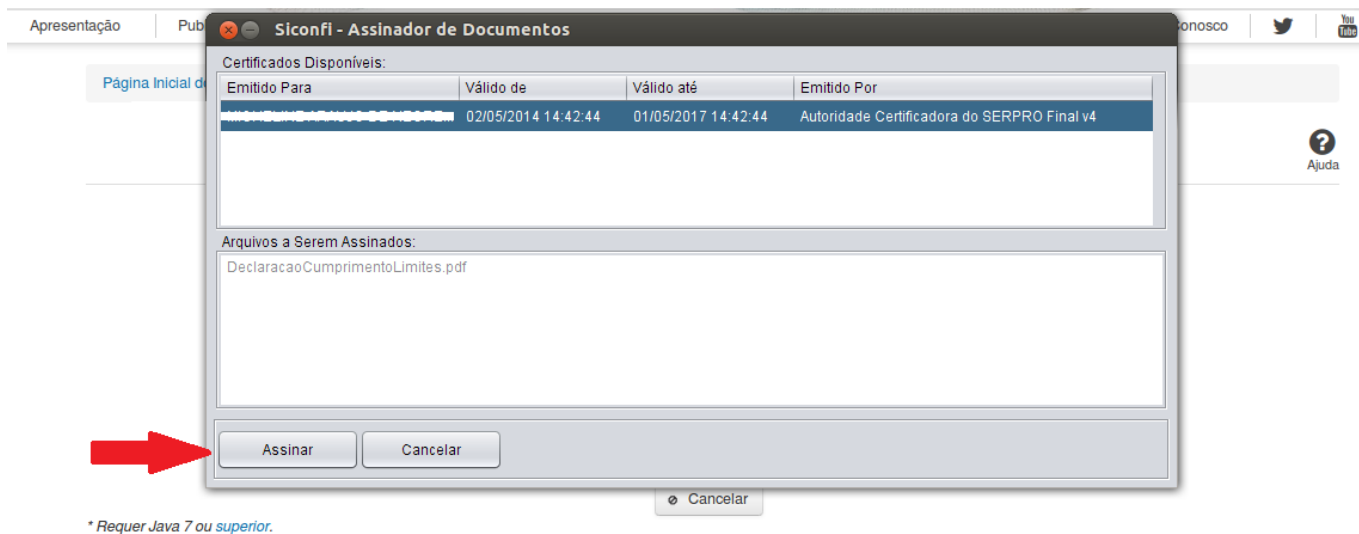 Apresentação Pub onosco You Tube
Siconfi - Assinador de Documentos
Certificados Disponíveis:
Página Inicial d
Emitido Para Válido de Válido até Emitido Por
02/05/2014 14:42:44 01/05/2017 14:42:44 Autoridade Certificadora do SERPRO Final v4
Ajuda
Arquivos a Serem Assinados:
DeclaracaoCumprimentoLimites.pdf
Assinar Cancelar
Cancelar
* Requer Java 7 ou superior.